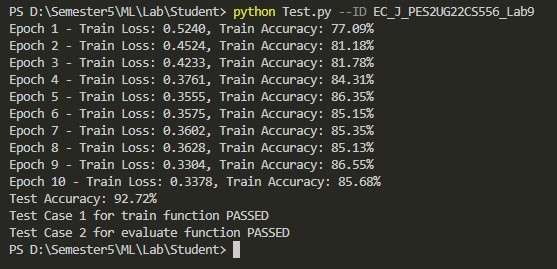 PS D:\Semester5\ML\Lab\Student> python Test.py --ID EC_J_PES2UG22CS556_Lab9
Epoch 1 - Train Loss: 0.5240, Train Accuracy: 77.09%
Epoch 2 - Train Loss: 0.4524, Train Accuracy: 81.18%
Epoch 3 - Train Loss: 0.4233, Train Accuracy: 81.78%
Epoch 4 - Train Loss: 0.3761, Train Accuracy: 84.31%
Epoch 5 - Train Loss: 0.3555, Train Accuracy: 86.35%
Epoch 6 - Train Loss: 0.3575, Train Accuracy: 85.15%
Epoch 7 - Train Loss: 0.3602, Train Accuracy: 85.35%
Epoch 8 - Train Loss: 0.3628, Train Accuracy: 85.13%
Epoch 9 - Train Loss: 0.3304, Train Accuracy: 86.55%
Epoch 10 - Train Loss: 0.3378, Train Accuracy: 85.68%
Test Accuracy: 92.72%
Test Case 1 for train function PASSED
Test Case 2 for evaluate function PASSED
PS D:\Semester5\ML\Lab\Student>